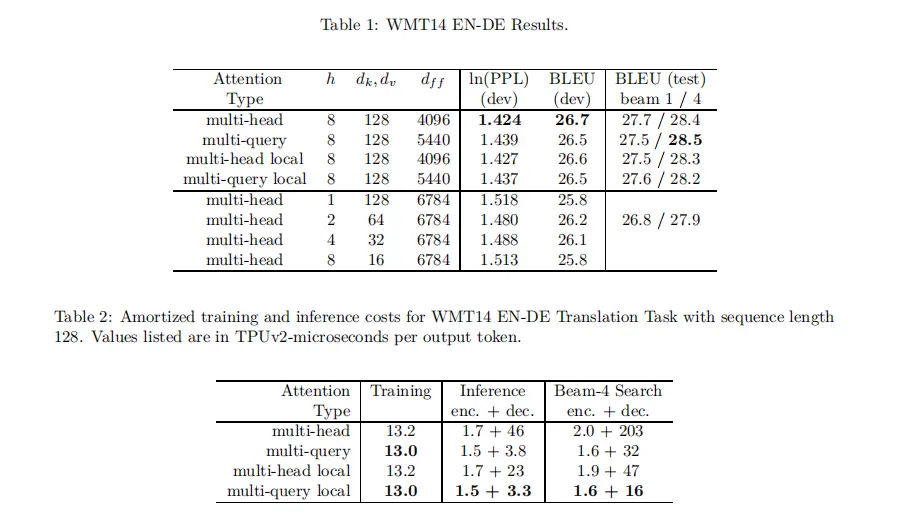 Table 1: WMT14 EN-DE Results.
Attention h dk, dv dff ln(PPL) BLEU BLEU (test)
Type (dev) (dev) beam 1 / 4
multi-head 8 128 4096 1.424 26.7 27.7 / 28.4
multi-query 8 128 5440 1.439 26.5 27.5 / 28.5
multi-head local 8 128 4096 1.427 26.6 27.5 / 28.3
multi-query local 8 128 5440 1.437 26.5 27.6 / 28.2
multi-head 1 128 6784 1.518 25.8
multi-head 2 64 6784 1.480 26.2 26.8 / 27.9
multi-head 4 32 6784 1.488 26.1
multi-head 8 16 6784 1.513 25.8
Table 2: Amortized training and inference costs for WMT14 EN-DE Translation Task with sequence length
128. Values listed are in TPUv2-microseconds per output token.
Attention Training Inference Beam-4 Search
Type enc. + dec. enc. + dec.
multi-head 13.2 1.7 + 46 2.0 + 203
multi-query 13.0 1.5 + 3.8 1.6 + 32
multi-head local 13.2 1.7 + 23 1.9 + 47
multi-query local 13.0 1.5 + 3.3 1.6 + 16